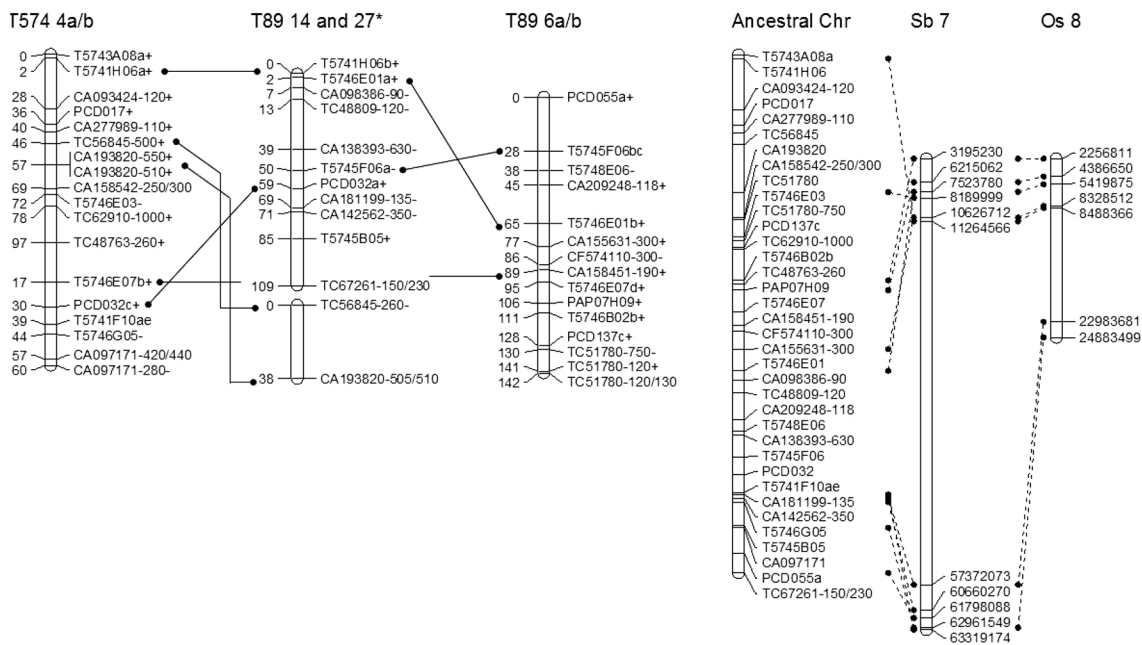 T574 4a/b
0 T5743A08a+
2 T5741H06a+
28 CA093424-120+
36 PCD017+
40 CA277989-110+
46 TC56845-500+
57 CA193820-550+
CA193820-510+
69 CA158542-250/300
72 T5746E03-
78 TC62910-1000+
97 TC48763-260+
17 T5746E07b+
30 PCD032c+
39 T5741F10ae
44 T5746G05-
57 CA097171-420/440
60 CA097171-280-
T89 14 and 27*
0 T5741H06b+
2 T5746E01a+
7 CA098386-90-
13 TC48809-120-
39 CA138393-630-
50 T5745F06a-
59 PCD032a+
69 CA181199-135-
71 CA142562-350-
85 T5745B05+
109 TC67261-150/230
0 TC56845-260-
38 CA193820-505/510
T89 6a/b
0 PCD055a+
28 T5745F06bc
38 T5748E06-
45 CA209248-118+
65 T5746E01b+
77 CA155631-300+
86 CF574110-300-
89 CA158451-190+
95 T5746E07d+
106 PAP07H09+
111 T5746B02b+
128 PCD137c+
130 TC51780-750-
141 TC51780-120+
142 TC51780-120/130
Ancestral Chr
T5743A08a
T5741H06
CA093424-120
PCD017
CA277989-110
TC56845
CA193820
CA158542-250/300
TC51780
T5746E03
TC51780-750
PCD137c
TC62910-1000
T5746B02b
TC48763-260
PAP07H09
T5746E07
CA158451-190
CF574110-300
CA155631-300
T5746E01
CA098386-90
TC48809-120
CA209248-118
T5748E06
CA138393-630
T5745F06
PCD032
T5741F10ae
CA181199-135
CA142562-350
T5746G05
T5745B05
CA097171
PCD055a
TC67261-150/230
Sb 7
3195230
6215062
7523780
8189999
10626712
11264566
57372073
60660270
61798088
62961549
63319174
Os 8
2256811
4386650
5419875
8328512
8488366
22983681
24883499